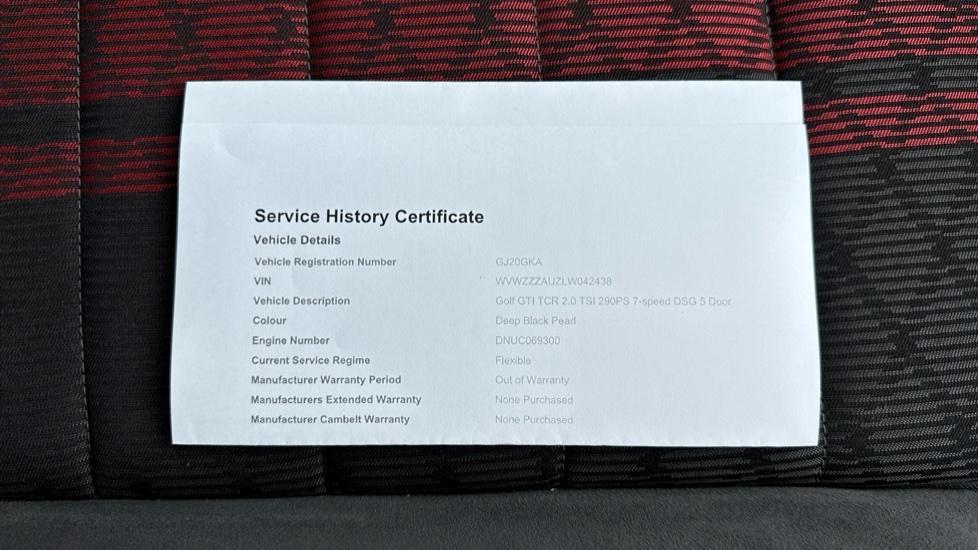 Service History Certificate
Vehicle Details
Vehicle Registration Number GJ20GKA
VIN WVWZZZAUZLW042438
Vehicle Description Golf GTI TCR 2.0 TSI 290PS 7-speed DSG 5 Door
Colour Deep Black Pearl
Engine Number DNUC069300
Current Service Regime Flexible
Manufacturer Warranty Period Out of Warranty
Manufacturers Extended Warranty None Purchased
Manufacturer Cambelt Warranty None Purchased